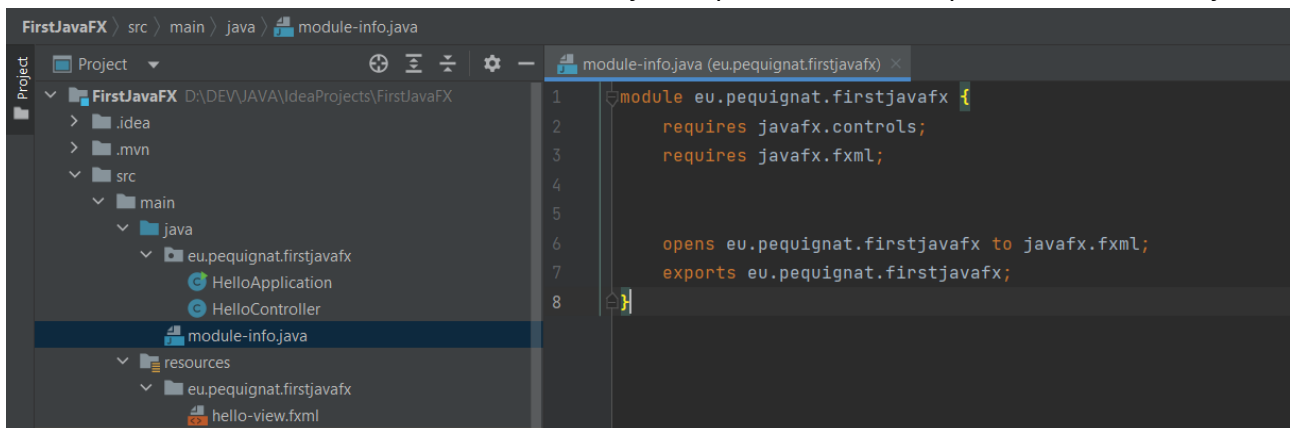 FirstJavaFX › src › main › java › module-info.java
Project
Project
FirstJavaFX D:\DEV\JAVA\IdeaProjects\FirstJavaFX
.idea
.mvn
src
main
java
eu.pequignat.firstjavafx
HelloApplication
HelloController
module-info.java
resources
eu.pequignat.firstjavafx
hello-view.fxml
module-info.java (eu.pequignat.firstjavafx)
1 module eu.pequignat.firstjavafx {
2 requires javafx.controls;
3 requires javafx.fxml;
4
5
6 opens eu.pequignat.firstjavafx to javafx.fxml;
7 exports eu.pequignat.firstjavafx;
8 }